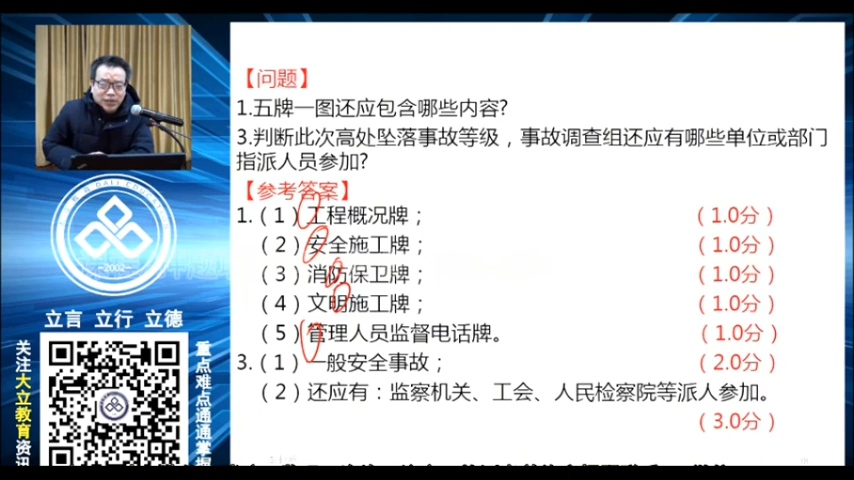 【问题】
1.五牌一图还应包含哪些内容?
3.判断此次高处坠落事故等级，事故调查组还应有哪些单位或部门
指派人员参加?
【参考答案】
1.（1）工程概况牌； （1.0分）
（2）安全施工牌； （1.0分）
（3）消防保卫牌； （1.0分）
（4）文明施工牌； （1.0分）
（5）管理人员监督电话牌。 （1.0分）
3.（1）一般安全事故； （2.0分）
（2）还应有：监察机关、工会、人民检察院等派人参加。
（3.0分）
2002
立言 立行 立德
关注大立教育资讯
重点难点通通掌握